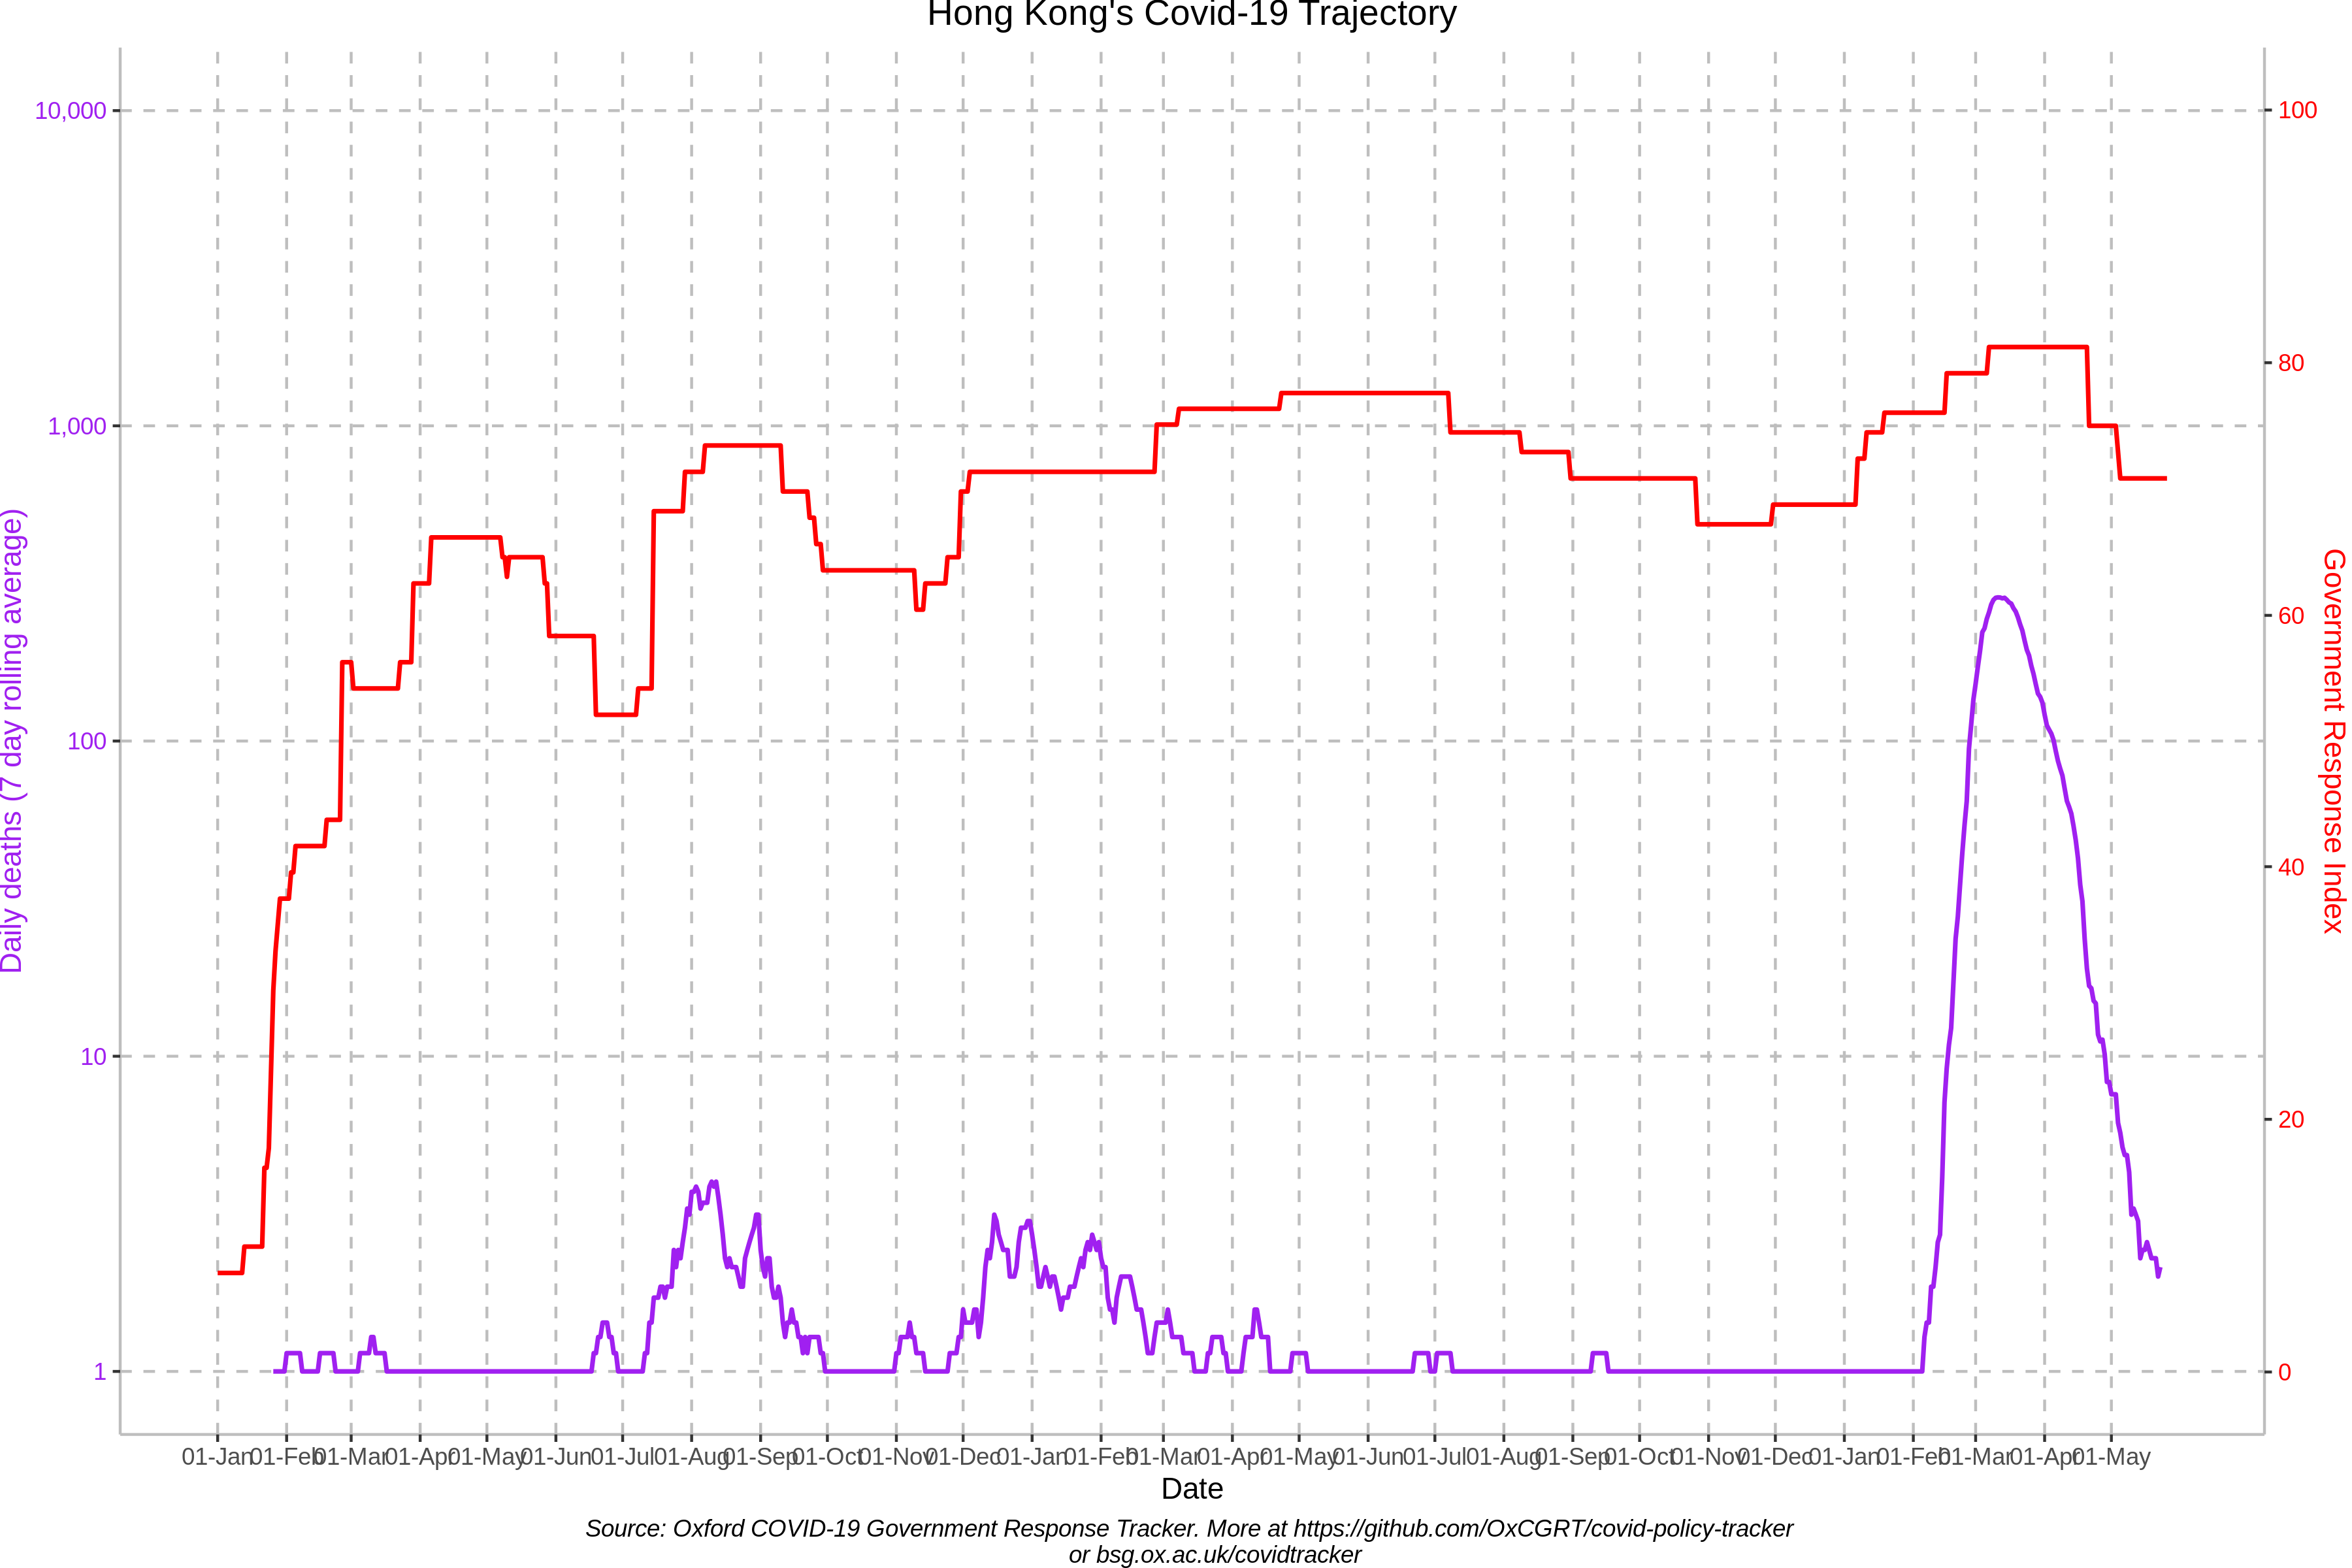 Hong Kong's Covid-19 Trajectory
10,000
1,000
100
10
1
Daily deaths (7 day rolling average)
100
80
60
40
20
0
Government Response Index
01-Jan 01-Feb 01-Mar 01-Apr 01-May 01-Jun 01-Jul 01-Aug 01-Sep 01-Oct 01-Nov 01-Dec 01-Jan 01-Feb 01-Mar 01-Apr 01-May 01-Jun 01-Jul 01-Aug 01-Sep 01-Oct 01-Nov 01-Dec 01-Jan 01-Feb 01-Mar 01-Apr 01-May
Date
Source: Oxford COVID-19 Government Response Tracker. More at https://github.com/OxCGRT/covid-policy-tracker
or bsg.ox.ac.uk/covidtracker